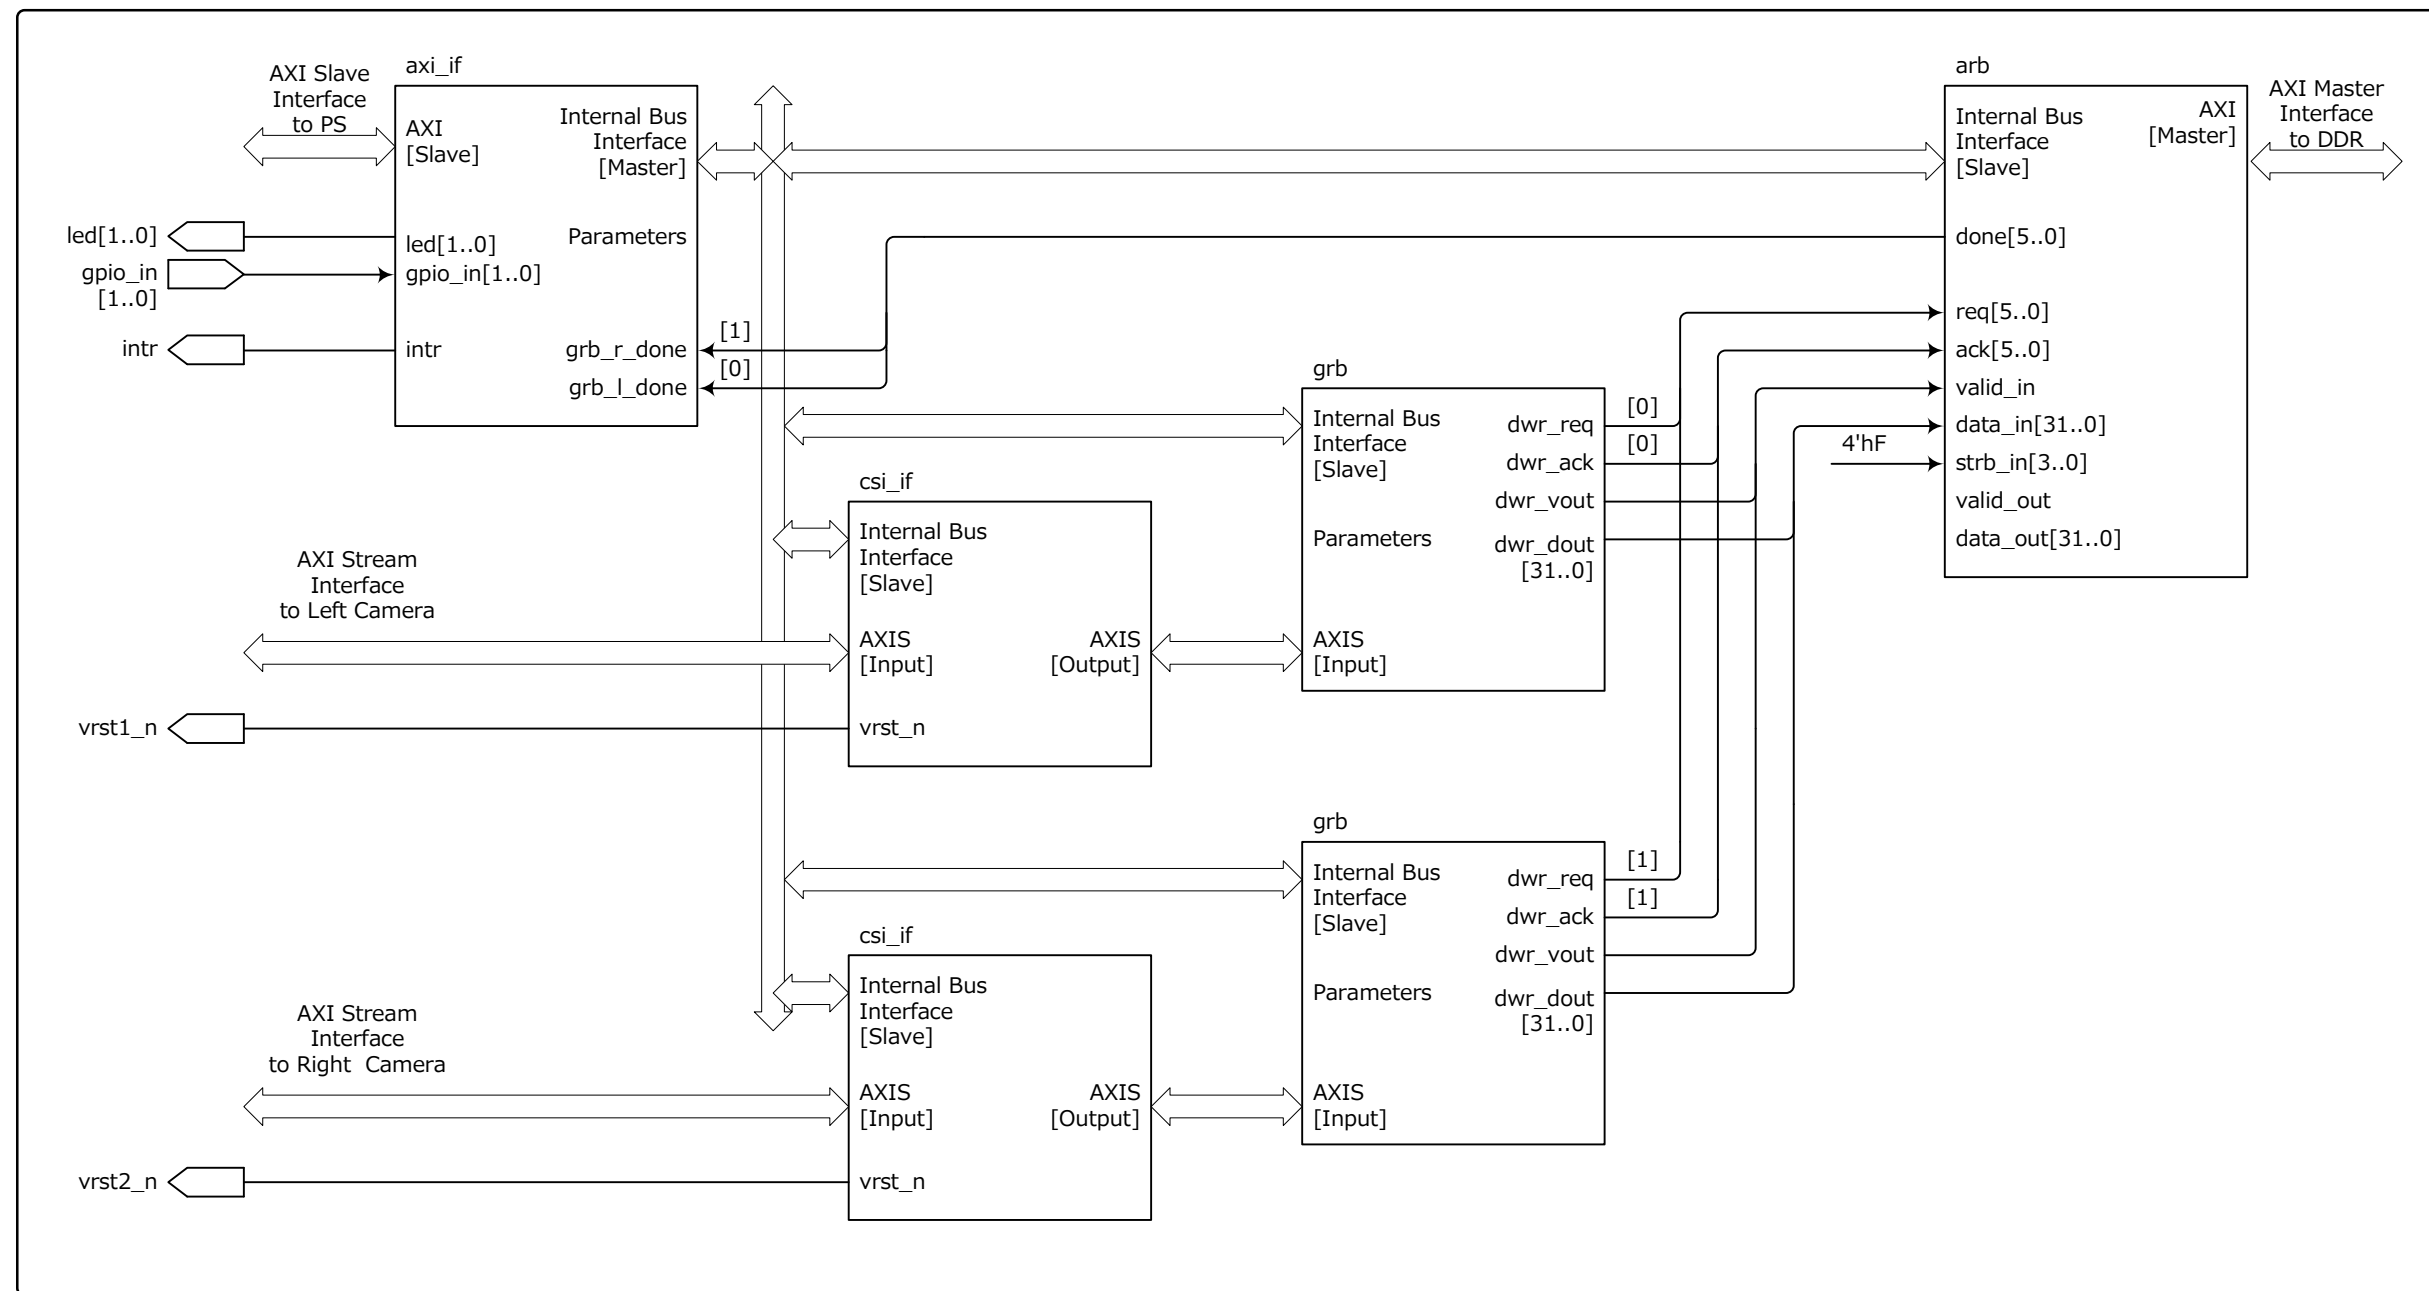 axi_if
AXI Slave
Interface
to PS
AXI
[Slave]
Internal Bus
Interface
[Master]
led[1..0]
led[1..0]
Parameters
gpio_in
[1..0]
gpio_in[1..0]
intr
intr
grb_r_done
[1]
grb_l_done
[0]
arb
Internal Bus
Interface
[Slave]
AXI
[Master]
AXI Master
Interface
to DDR
done[5..0]
req[5..0]
ack[5..0]
valid_in
data_in[31..0]
4'hF
strb_in[3..0]
valid_out
data_out[31..0]
grb
Internal Bus
Interface
[Slave]
dwr_req
[0]
dwr_ack
[0]
dwr_vout
Parameters
dwr_dout
[31..0]
AXIS
[Input]
csi_if
Internal Bus
Interface
[Slave]
AXI Stream
Interface
to Left Camera
AXIS
[Input]
AXIS
[Output]
vrst1_n
vrst_n
grb
Internal Bus
Interface
[Slave]
dwr_req
[1]
dwr_ack
[1]
dwr_vout
Parameters
dwr_dout
[31..0]
AXIS
[Input]
csi_if
Internal Bus
Interface
[Slave]
AXI Stream
Interface
to Right  Camera
AXIS
[Input]
AXIS
[Output]
vrst2_n
vrst_n